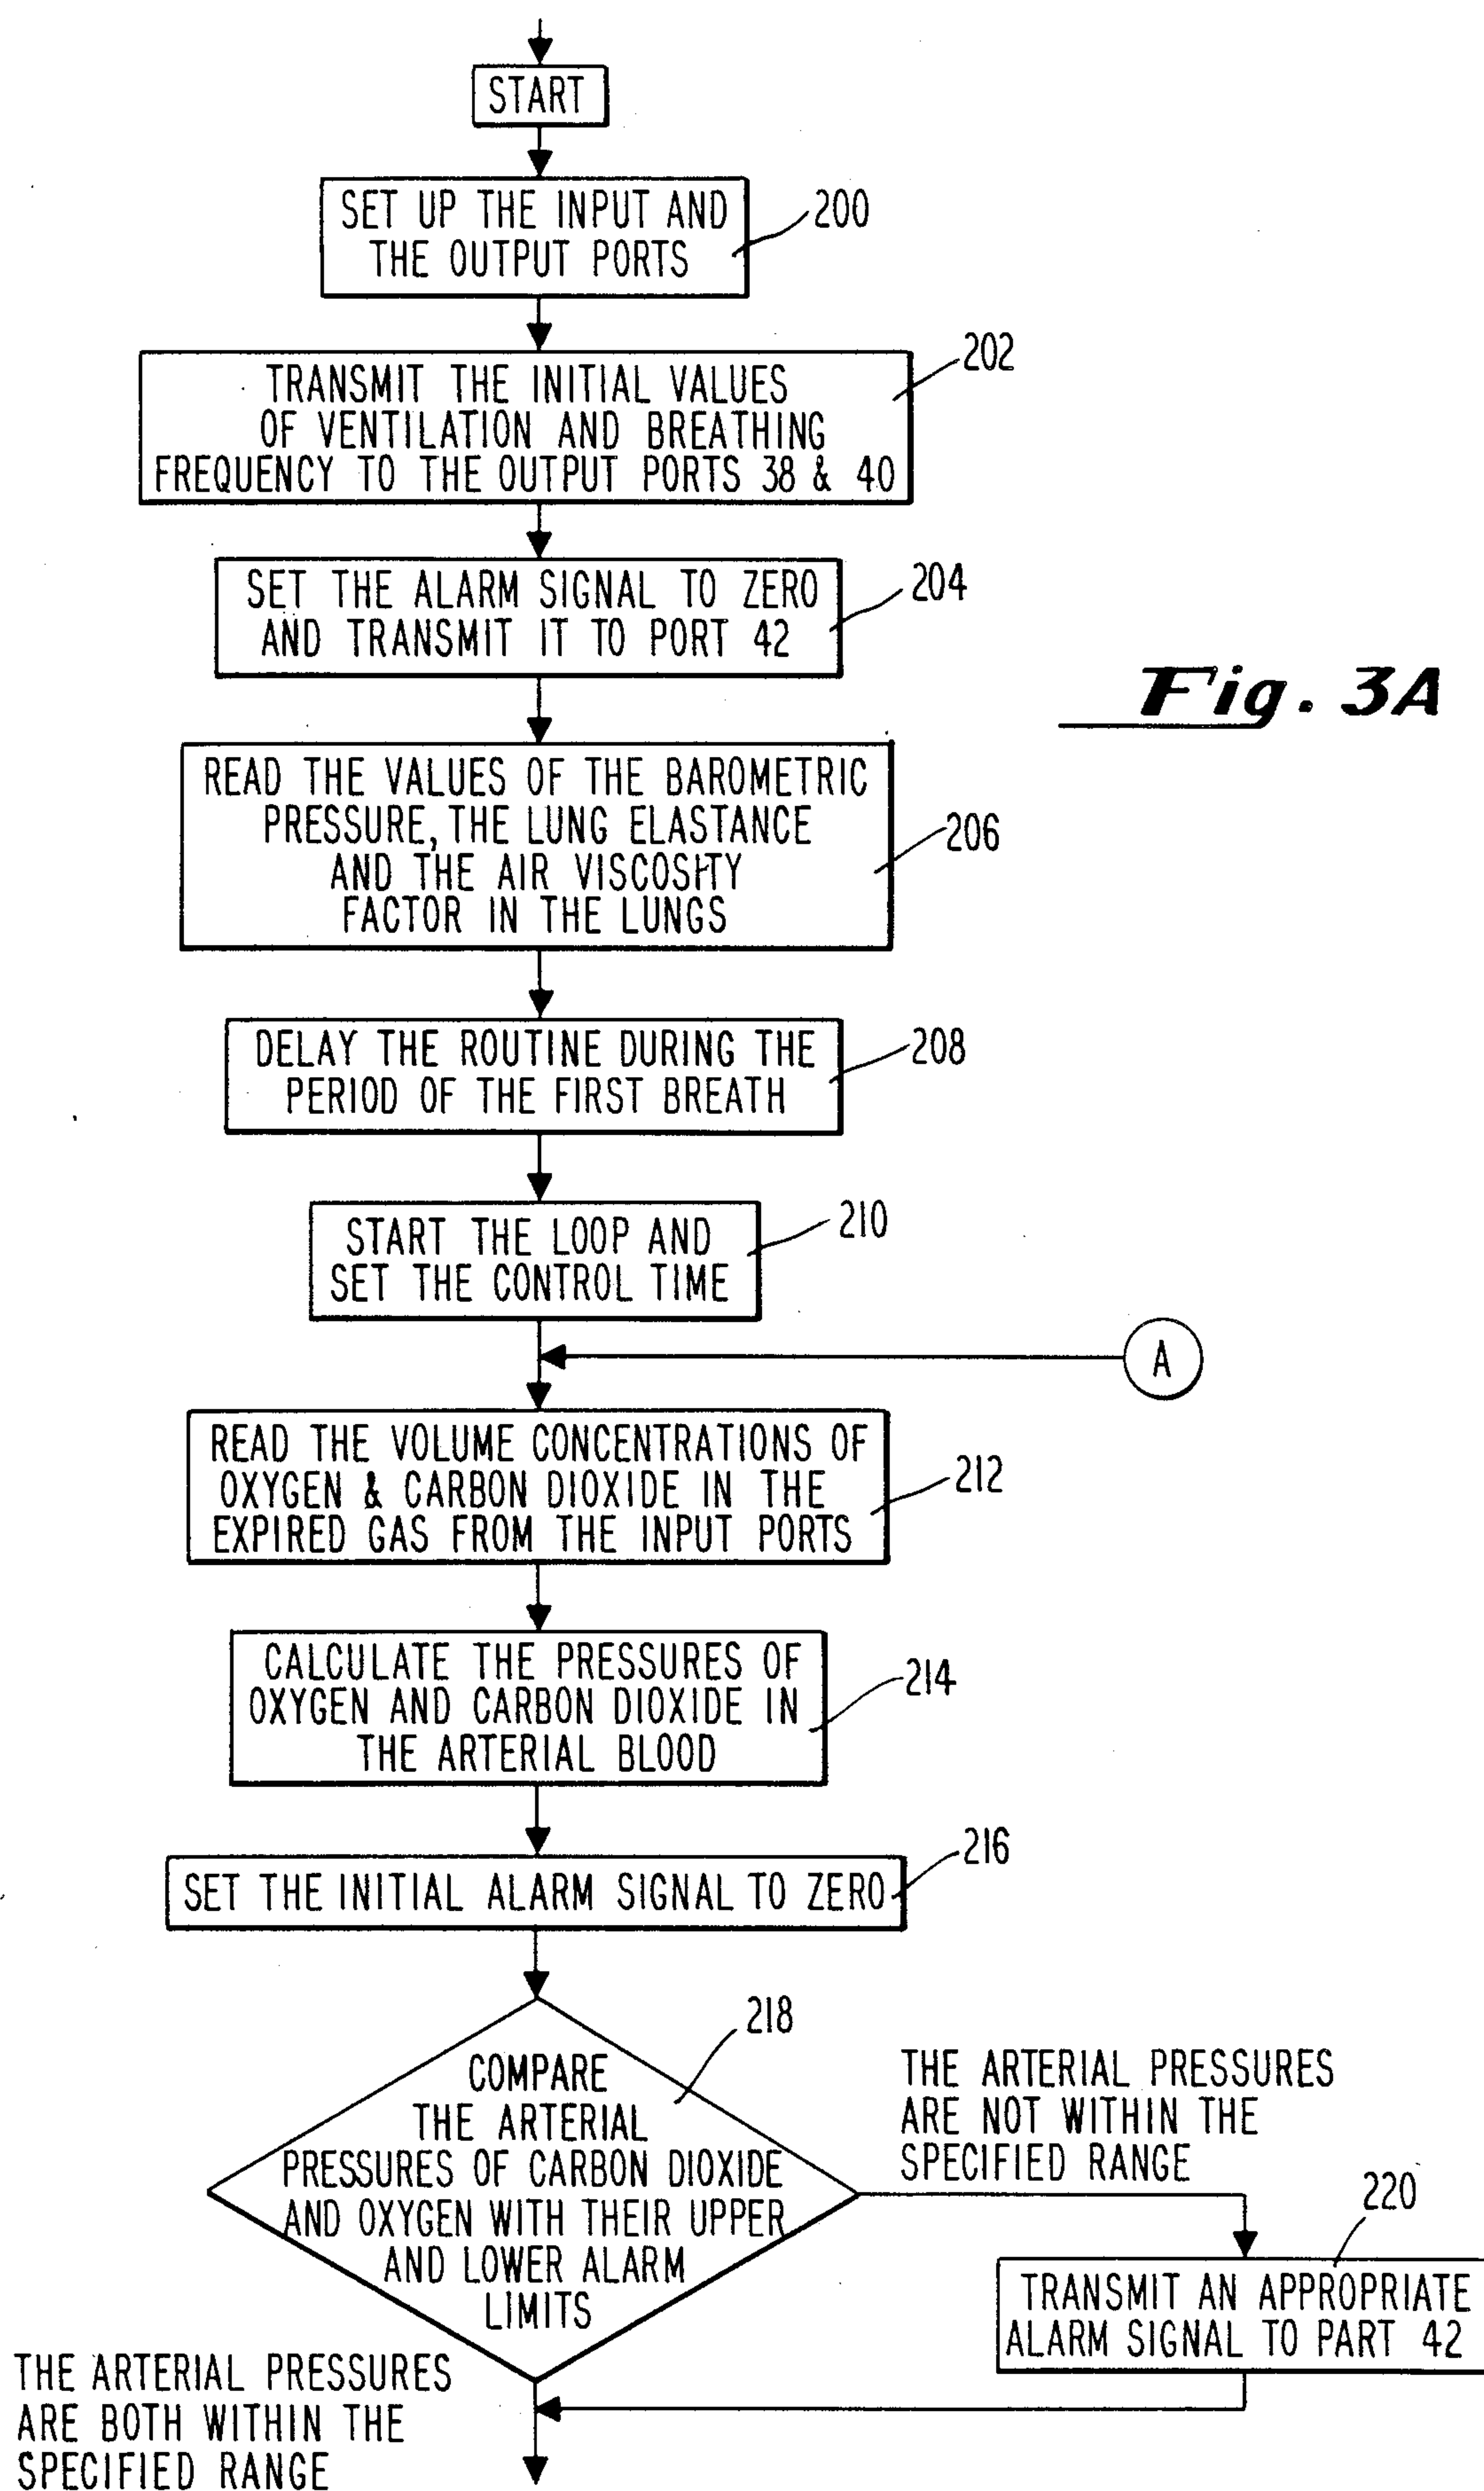 START
SET UP THE INPUT AND
THE OUTPUT PORTS
200
TRANSMIT THE INITIAL VALUES
OF VENTILATION AND BREATHING
FREQUENCY TO THE OUTPUT PORTS 38 & 40
202
SET THE ALARM SIGNAL TO ZERO
AND TRANSMIT IT TO PORT 42
204
Fig. 3A
READ THE VALUES OF THE BAROMETRIC
PRESSURE, THE LUNG ELASTANCE
AND THE AIR VISCOSITY
FACTOR IN THE LUNGS
206
DELAY THE ROUTINE DURING THE
PERIOD OF THE FIRST BREATH
208
START THE LOOP AND
SET THE CONTROL TIME
210
A
READ THE VOLUME CONCENTRATIONS OF
OXYGEN & CARBON DIOXIDE IN THE
EXPIRED GAS FROM THE INPUT PORTS
212
CALCULATE THE PRESSURES OF
OXYGEN AND CARBON DIOXIDE IN
THE ARTERIAL BLOOD
214
SET THE INITIAL ALARM SIGNAL TO ZERO
216
COMPARE
THE ARTERIAL
PRESSURES OF CARBON DIOXIDE
AND OXYGEN WITH THEIR UPPER
AND LOWER ALARM
LIMITS
218
THE ARTERIAL PRESSURES
ARE NOT WITHIN THE
SPECIFIED RANGE
220
TRANSMIT AN APPROPRIATE
ALARM SIGNAL TO PART 42
THE ARTERIAL PRESSURES
ARE BOTH WITHIN THE
SPECIFIED RANGE